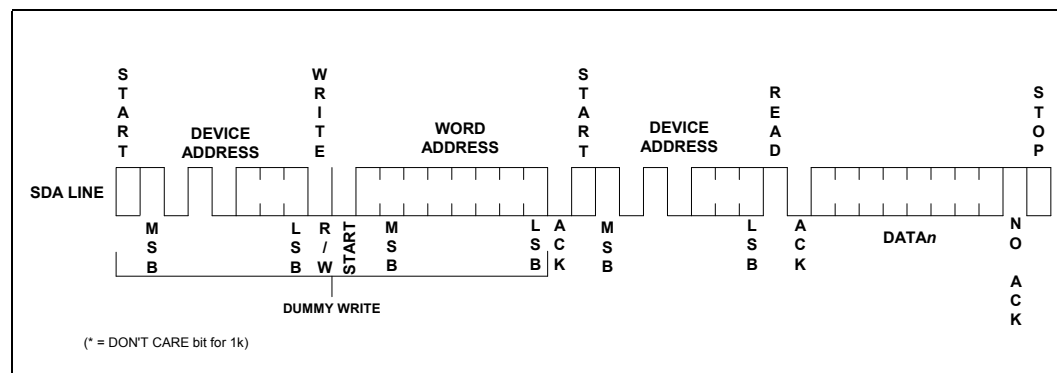 START
WRITE
START
READ
STOP
DEVICE
ADDRESS
WORD
ADDRESS
DEVICE
ADDRESS
SDA LINE
MSB
LSB
R/W
START
MSB
LSB
ACK
MSB
LSB
ACK
DATAn
NO ACK
DUMMY WRITE
(* = DON'T CARE bit for 1k)